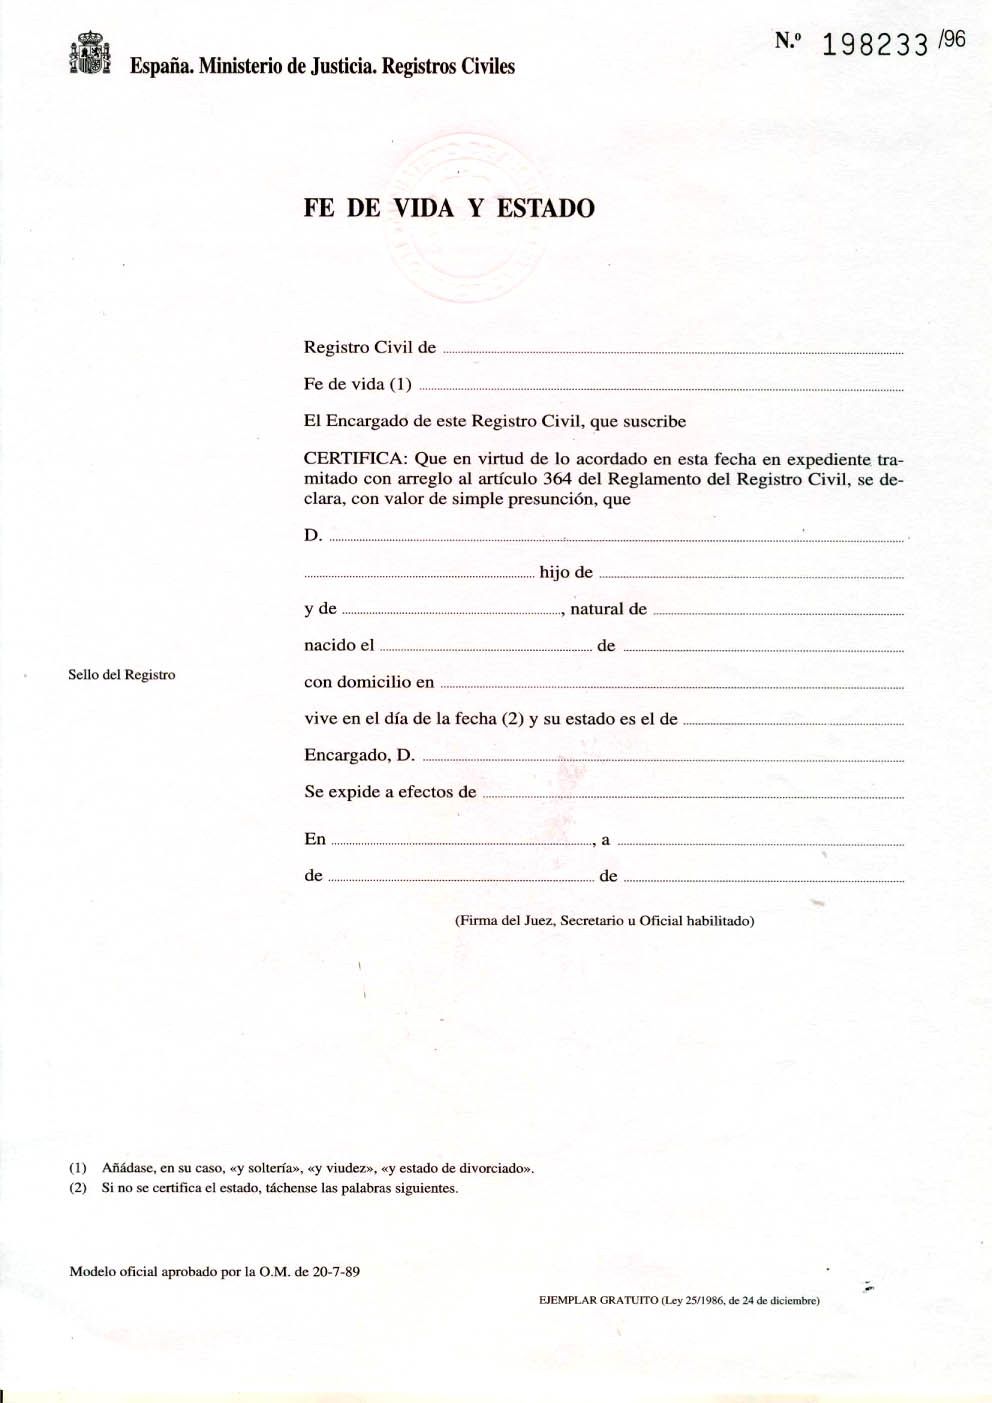 España. Ministerio de Justicia. Registros Civiles
N.º 198233 /96
FE DE VIDA Y ESTADO
Registro Civil de
Fe de vida (1)
El Encargado de este Registro Civil, que suscribe
CERTIFICA: Que en virtud de lo acordado en esta fecha en expediente tra-
mitado con arreglo al artículo 364 del Reglamento del Registro Civil, se de-
clara, con valor de simple presunción, que
D.
hijo de
y de , natural de
nacido el de
Sello del Registro
con domicilio en
vive en el día de la fecha (2) y su estado es el de
Encargado, D.
Se expide a efectos de
En , a
de de
(Firma del Juez, Secretario u Oficial habilitado)
(1) Añádase, en su caso, «y soltería», «y viudez», «y estado de divorciado».
(2) Si no se certifica el estado, táchense las palabras siguientes.
Modelo oficial aprobado por la O.M. de 20-7-89
EJEMPLAR GRATUITO (Ley 25/1986, de 24 de diciembre)